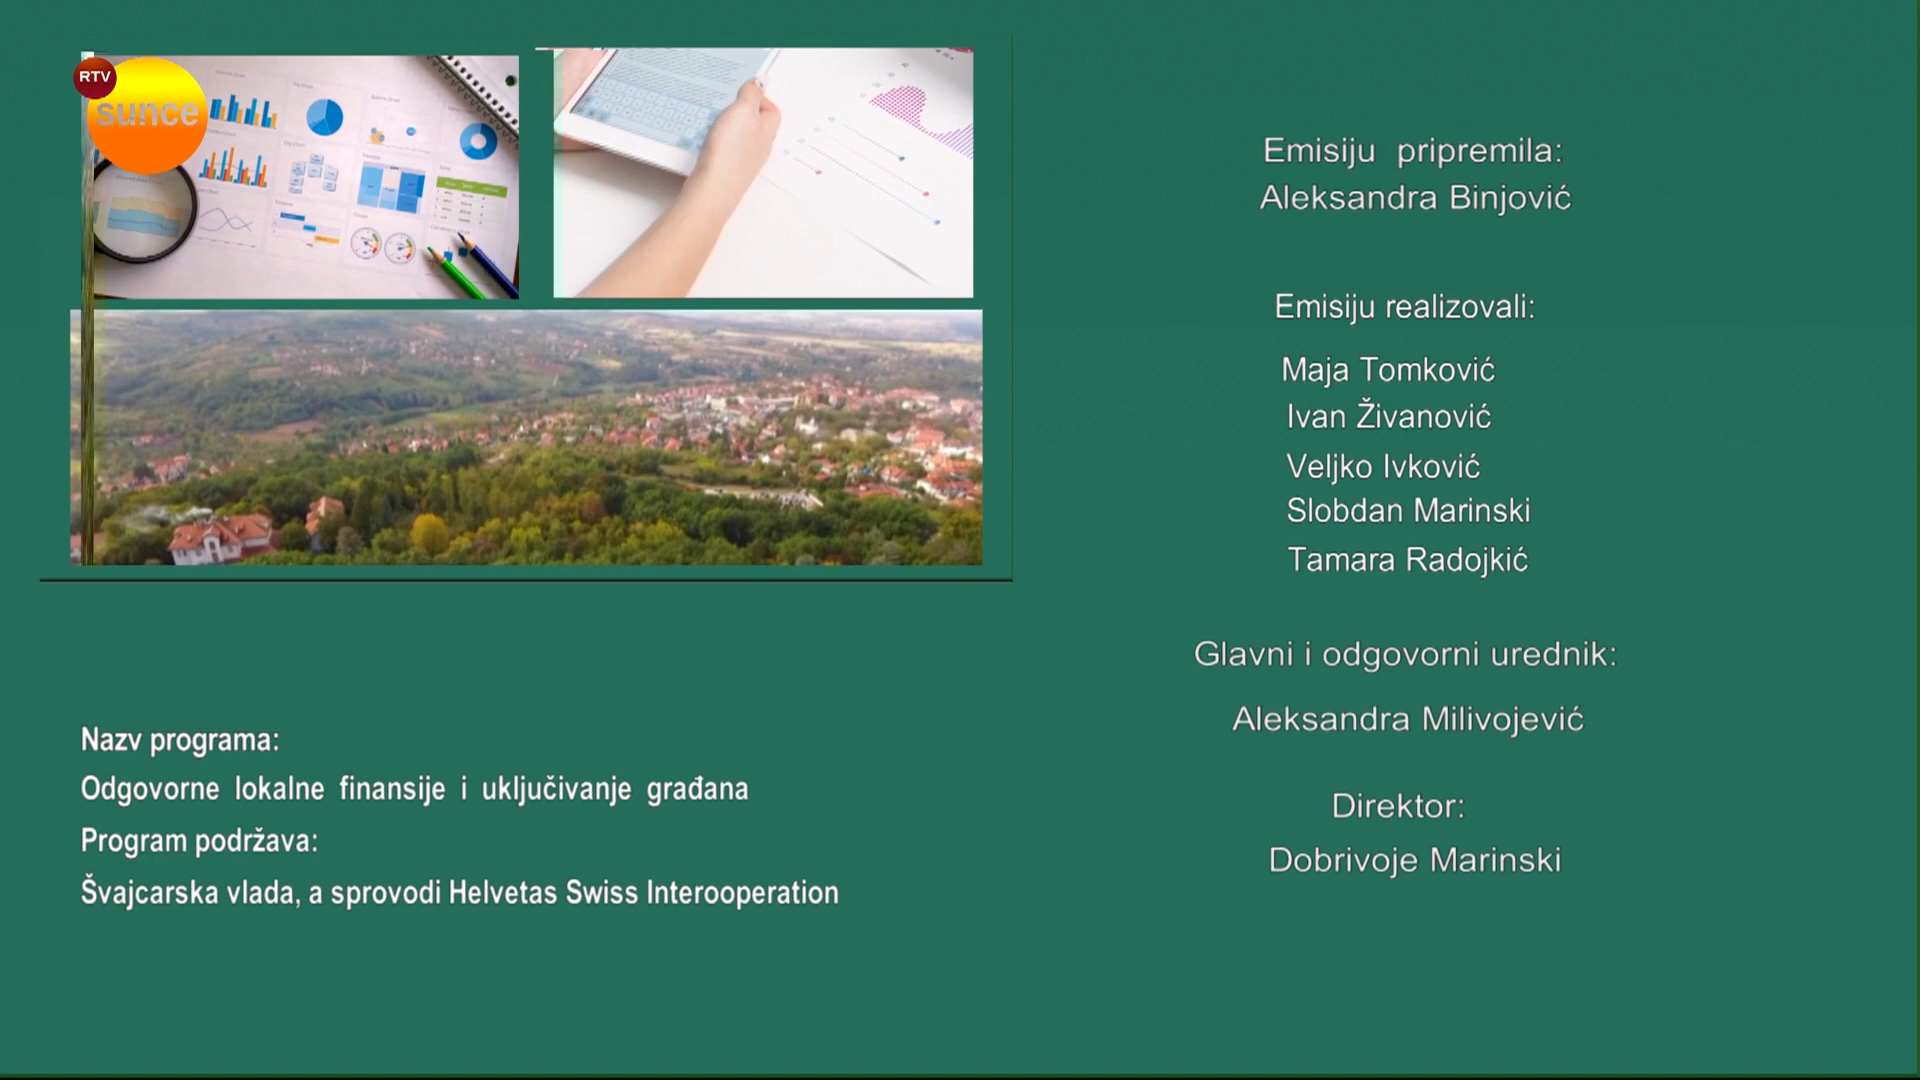 RTV
sunce
Emisiju pripremila:
Aleksandra Binjović
Emisiju realizovali:
Maja Tomković
Ivan Živanović
Veljko Ivković
Slobdan Marinski
Tamara Radojkić
Glavni i odgovorni urednik:
Aleksandra Milivojević
Direktor:
Dobrivoje Marinski
Nazv programa:
Odgovorne lokalne finansije i uključivanje građana
Program podržava:
Švajcarska vlada, a sprovodi Helvetas Swiss Interooperation